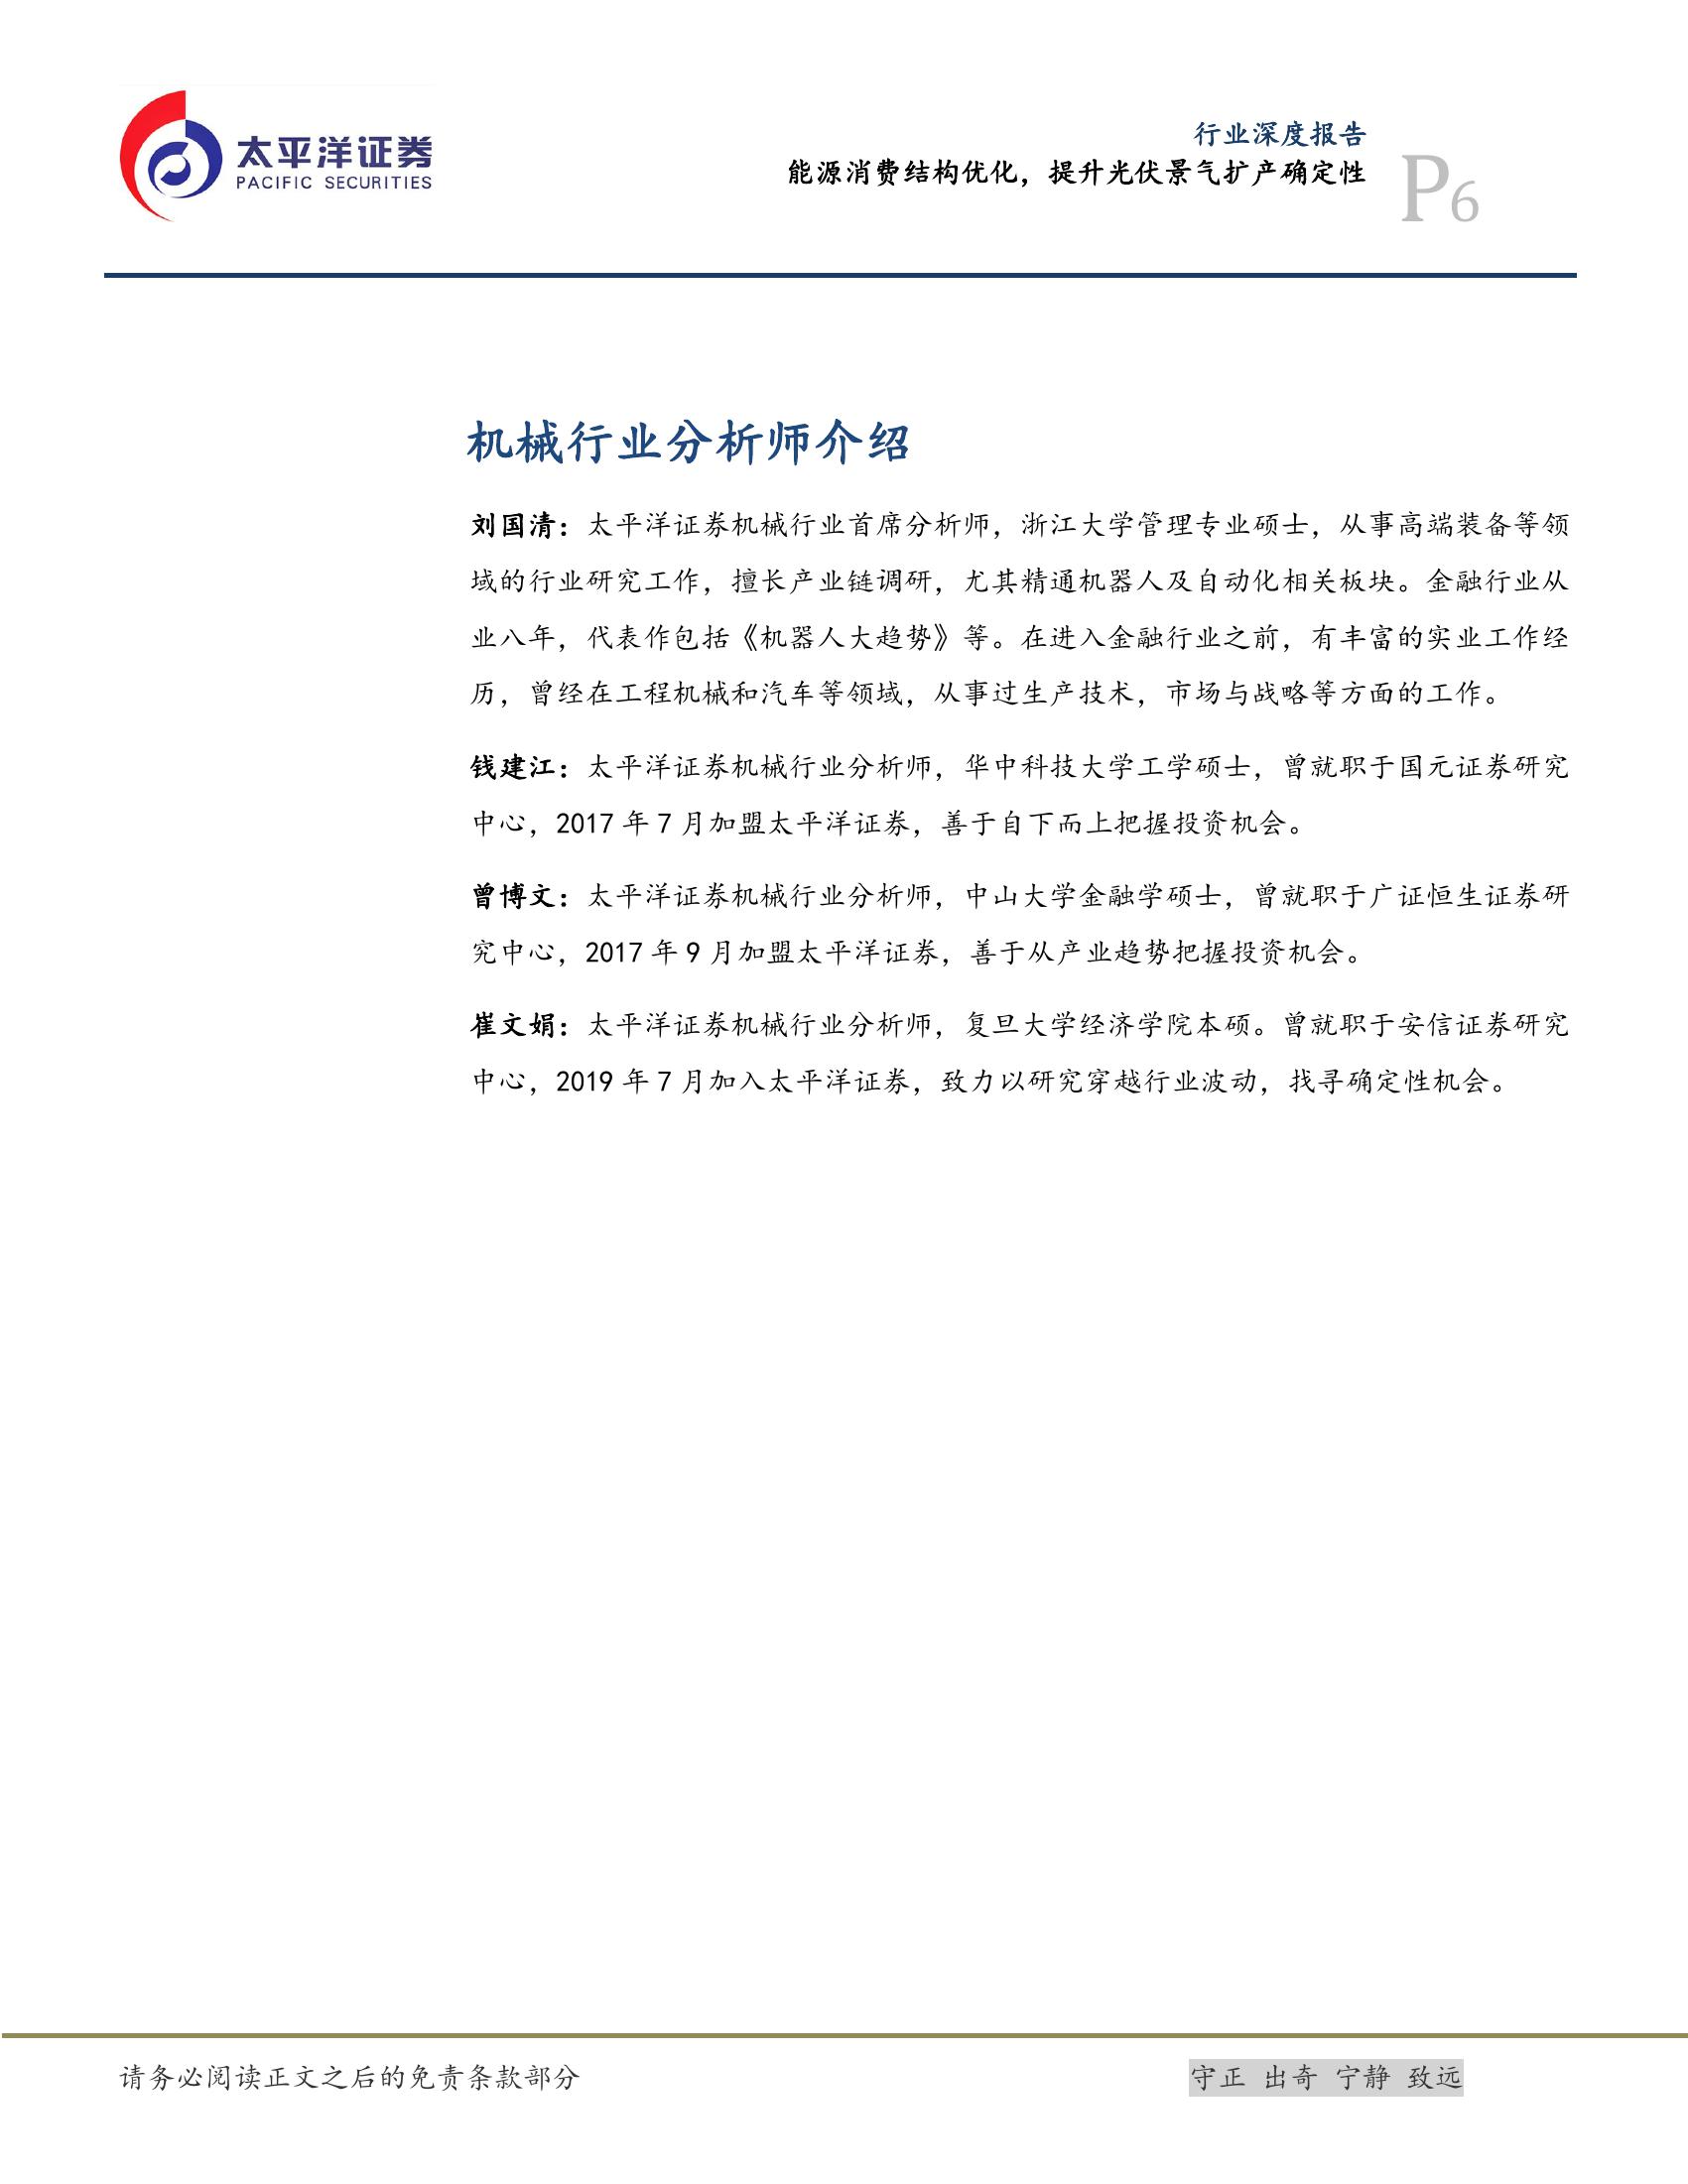 太平洋证券
PACIFIC SECURITIES
行业深度报告
能源消费结构优化，提升光伏景气扩产确定性
P6
机械行业分析师介绍
刘国清：太平洋证券机械行业首席分析师，浙江大学管理专业硕士，从事高端装备等领
域的行业研究工作，擅长产业链调研，尤其精通机器人及自动化相关板块。金融行业从
业八年，代表作包括《机器人大趋势》等。在进入金融行业之前，有丰富的实业工作经
历，曾经在工程机械和汽车等领域，从事过生产技术，市场与战略等方面的工作。
钱建江：太平洋证券机械行业分析师，华中科技大学工学硕士，曾就职于国元证券研究
中心，2017 年 7 月加盟太平洋证券，善于自下而上把握投资机会。
曾博文：太平洋证券机械行业分析师，中山大学金融学硕士，曾就职于广证恒生证券研
究中心，2017 年 9 月加盟太平洋证券，善于从产业趋势把握投资机会。
崔文娟：太平洋证券机械行业分析师，复旦大学经济学院本硕。曾就职于安信证券研究
中心，2019 年 7 月加入太平洋证券，致力以研究穿越行业波动，找寻确定性机会。
请务必阅读正文之后的免责条款部分
守正 出奇 宁静 致远